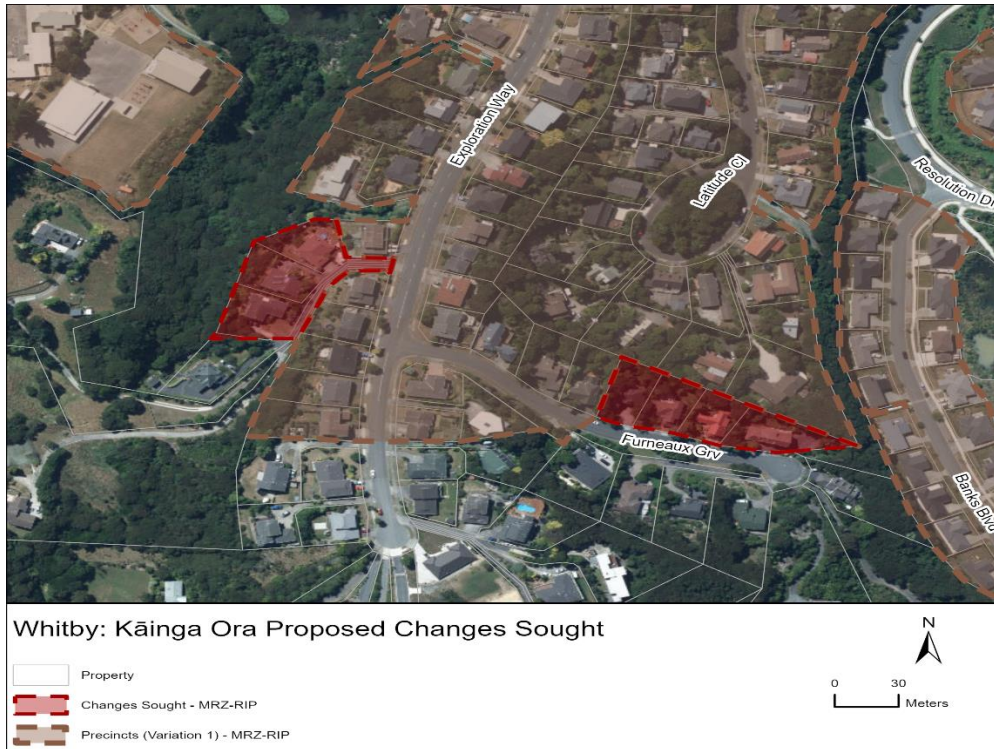 Exploration Way
Latitude Cl
Resolution Dr
Furneaux Grv
Banks Blvd
Whitby: Kāinga Ora Proposed Changes Sought
Property
Changes Sought - MRZ-RIP
Precincts (Variation 1) - MRZ-RIP
N
0 30
Meters